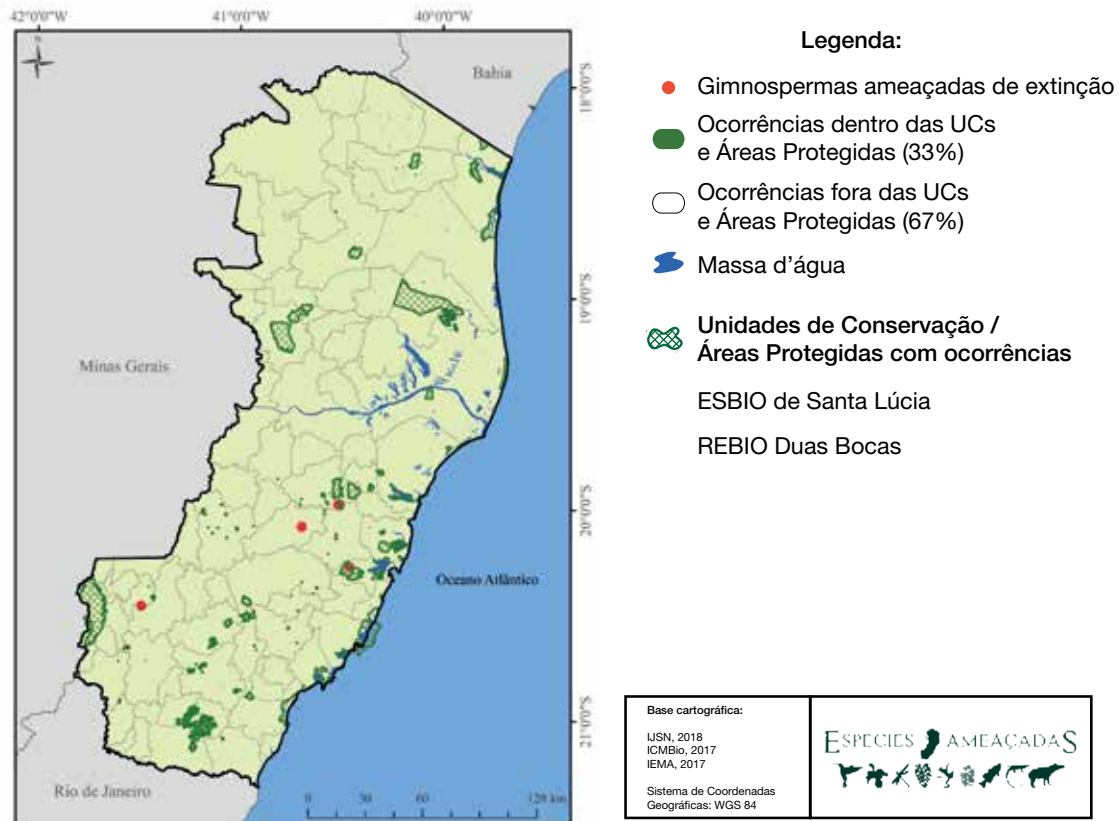 42°0'0"W
41°0'0"W
40°0'0"W
N
Bahia
18°0'0"S
19°0'0"S
Minas Gerais
20°0'0"S
Oceano Atlântico
21°0'0"S
Rio de Janeiro
0 30 60 120 km
Legenda:
Gimnospermas ameaçadas de extinção
Ocorrências dentro das UCs
e Áreas Protegidas (33%)
Ocorrências fora das UCs
e Áreas Protegidas (67%)
Massa d'água
Unidades de Conservação /
Áreas Protegidas com ocorrências
ESBIO de Santa Lúcia
REBIO Duas Bocas
Base cartográfica:
IJSN, 2018
ICMBio, 2017
IEMA, 2017
Sistema de Coordenadas
Geográficas: WGS 84
ESPECIES AMEAÇADAS